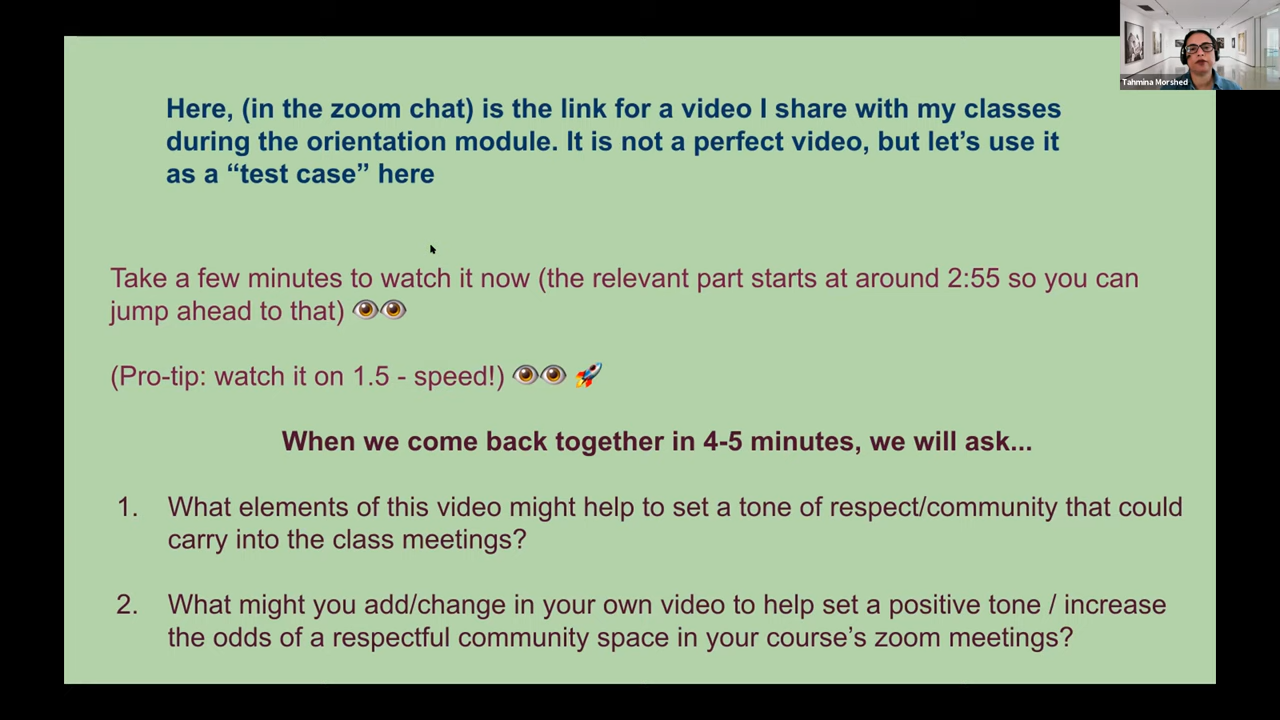 Tahmina Morshed
Here, (in the zoom chat) is the link for a video I share with my classes
during the orientation module. It is not a perfect video, but let’s use it
as a “test case” here
Take a few minutes to watch it now (the relevant part starts at around 2:55 so you can
jump ahead to that) 👁️👁️
(Pro-tip: watch it on 1.5 - speed!) 👁️👁️ 🚀
When we come back together in 4-5 minutes, we will ask...
1. What elements of this video might help to set a tone of respect/community that could
carry into the class meetings?
2. What might you add/change in your own video to help set a positive tone / increase
the odds of a respectful community space in your course’s zoom meetings?